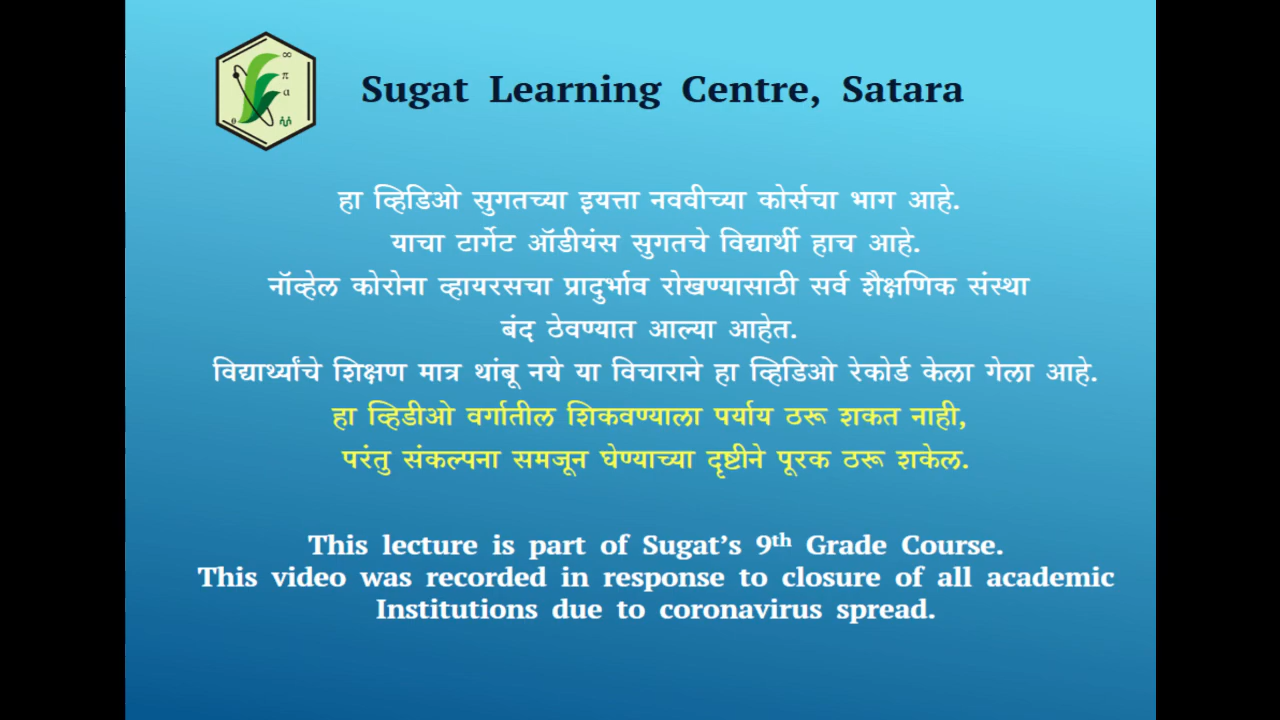 Sugat Learning Centre, Satara
∞
π
α
θ
हा व्हिडिओ सुगतच्या इयत्ता नववीच्या कोर्सचा भाग आहे.
याचा टार्गेट ऑडीयंस सुगतचे विद्यार्थी हाच आहे.
नॉव्हेल कोरोना व्हायरसचा प्रादुर्भाव रोखण्यासाठी सर्व शैक्षणिक संस्था
बंद ठेवण्यात आल्या आहेत.
विद्यार्थ्यांचे शिक्षण मात्र थांबू नये या विचाराने हा व्हिडिओ रेकोर्ड केला गेला आहे.
हा व्हिडीओ वर्गातील शिकवण्याला पर्याय ठरू शकत नाही,
परंतु संकल्पना समजून घेण्याच्या दृष्टीने पूरक ठरू शकेल.
This lecture is part of Sugat’s 9th Grade Course.
This video was recorded in response to closure of all academic
Institutions due to coronavirus spread.